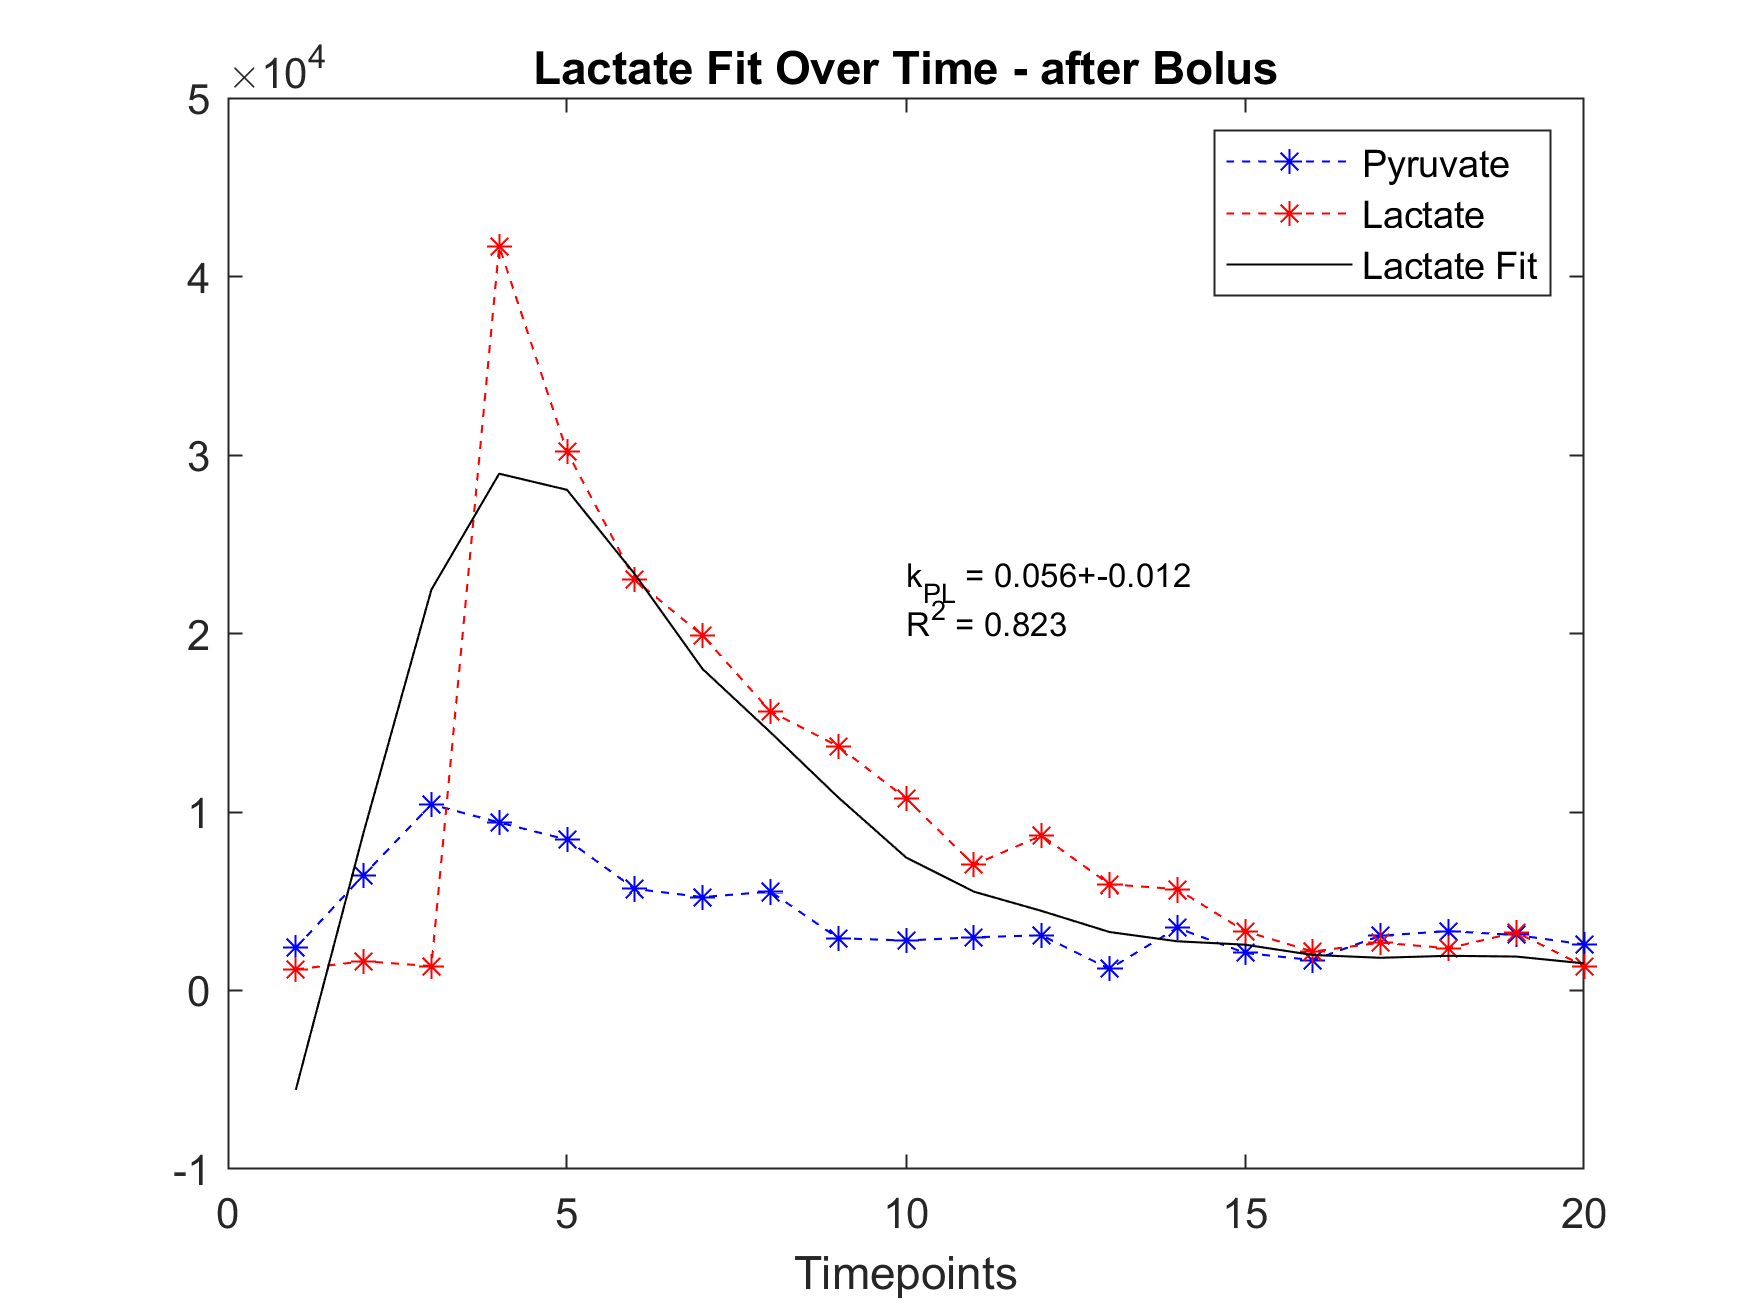 Lactate Fit Over Time - after Bolus
×10^4
5
4
3
2
1
0
-1
0 5 10 15 20
Timepoints
Pyruvate
Lactate
Lactate Fit
k_PL = 0.056+-0.012
R^2 = 0.823